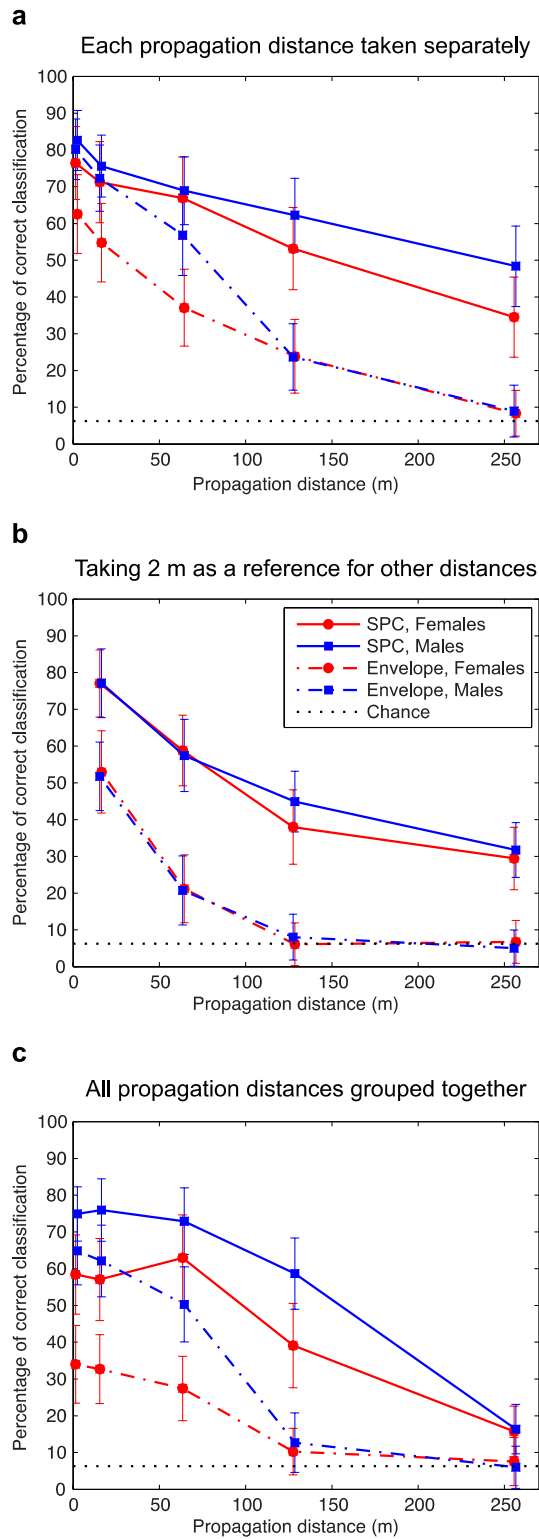 a
Each propagation distance taken separately
100
90
80
70
60
50
40
30
20
10
0
Percentage of correct classification
0 50 100 150 200 250
Propagation distance (m)
b
Taking 2 m as a reference for other distances
100
90
80
70
60
50
40
30
20
10
0
Percentage of correct classification
SPC, Females
SPC, Males
Envelope, Females
Envelope, Males
Chance
0 50 100 150 200 250
Propagation distance (m)
c
All propagation distances grouped together
100
90
80
70
60
50
40
30
20
10
0
Percentage of correct classification
0 50 100 150 200 250
Propagation distance (m)